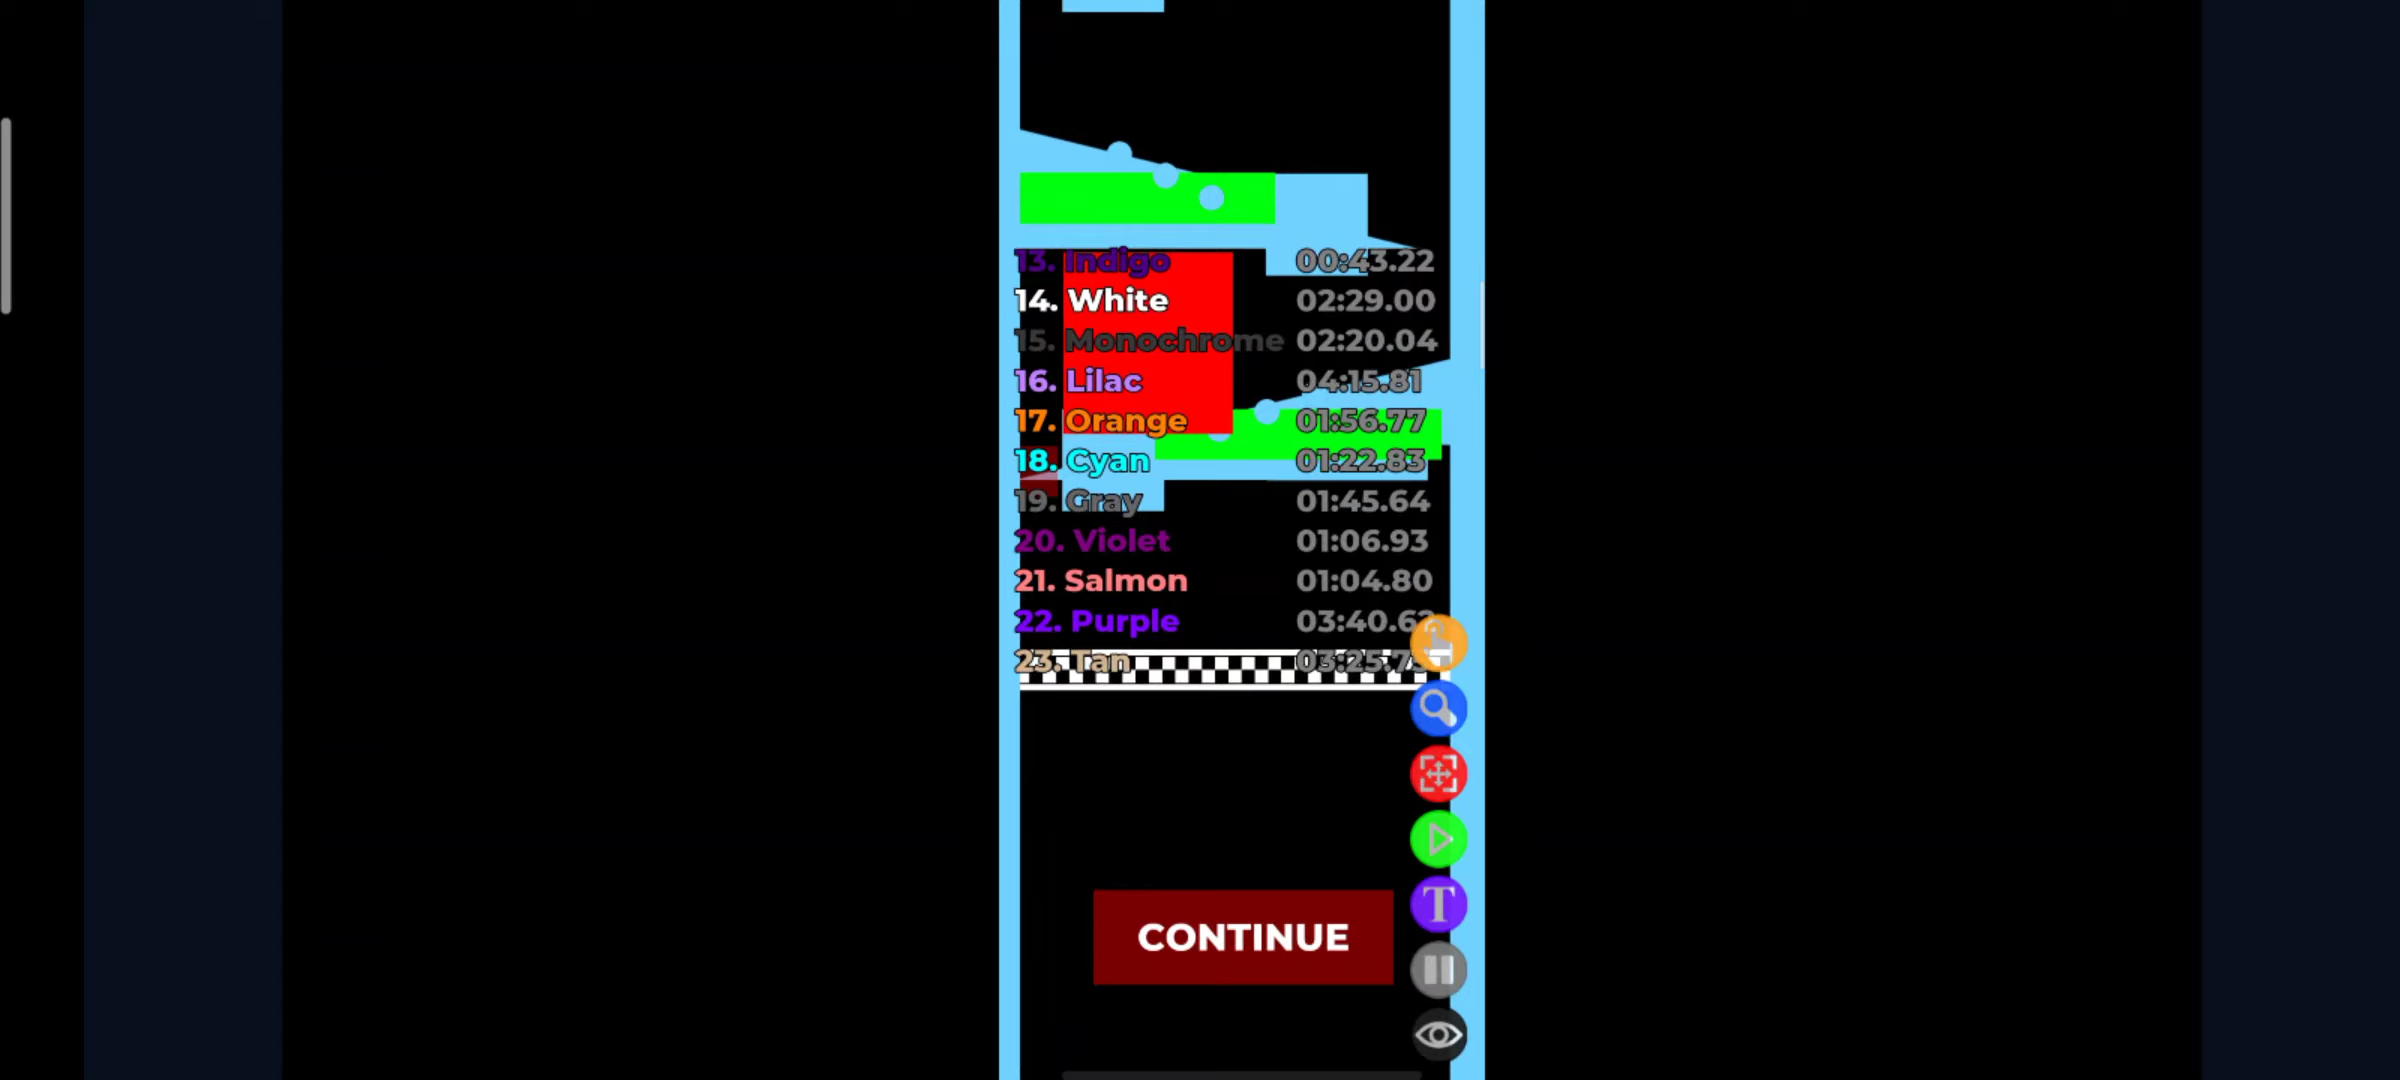 13. Indigo 00:43.22
14. White 02:29.00
15. Monochrome 02:20.04
16. Lilac 04:15.81
17. Orange 01:56.77
18. Cyan 01:22.83
19. Gray 01:45.64
20. Violet 01:06.93
21. Salmon 01:04.80
22. Purple
23. Tan
CONTINUE
T